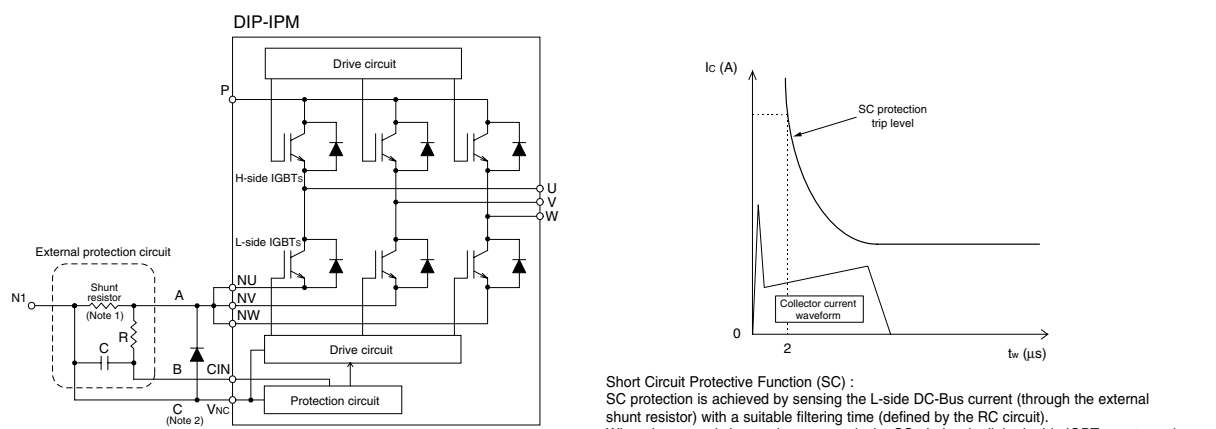 DIP-IPM
Drive circuit
P
H-side IGBTs
U
V
W
L-side IGBTs
External protection circuit
Shunt
resistor
(Note 1)
N1
A
NU
NV
NW
R
C
Drive circuit
B
CIN
C
(Note 2)
VNC
Protection circuit
IC (A)
SC protection
trip level
Collector current
waveform
0
2
tw (μs)
Short Circuit Protective Function (SC) :
SC protection is achieved by sensing the L-side DC-Bus current (through the external
shunt resistor) with a suitable filtering time (defined by the RC circuit).